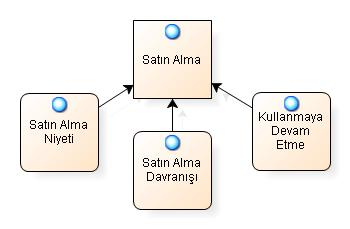 Satın Alma
Satın Alma
Niyeti
Satın Alma
Davranışı
Kullanmaya
Devam
Etme